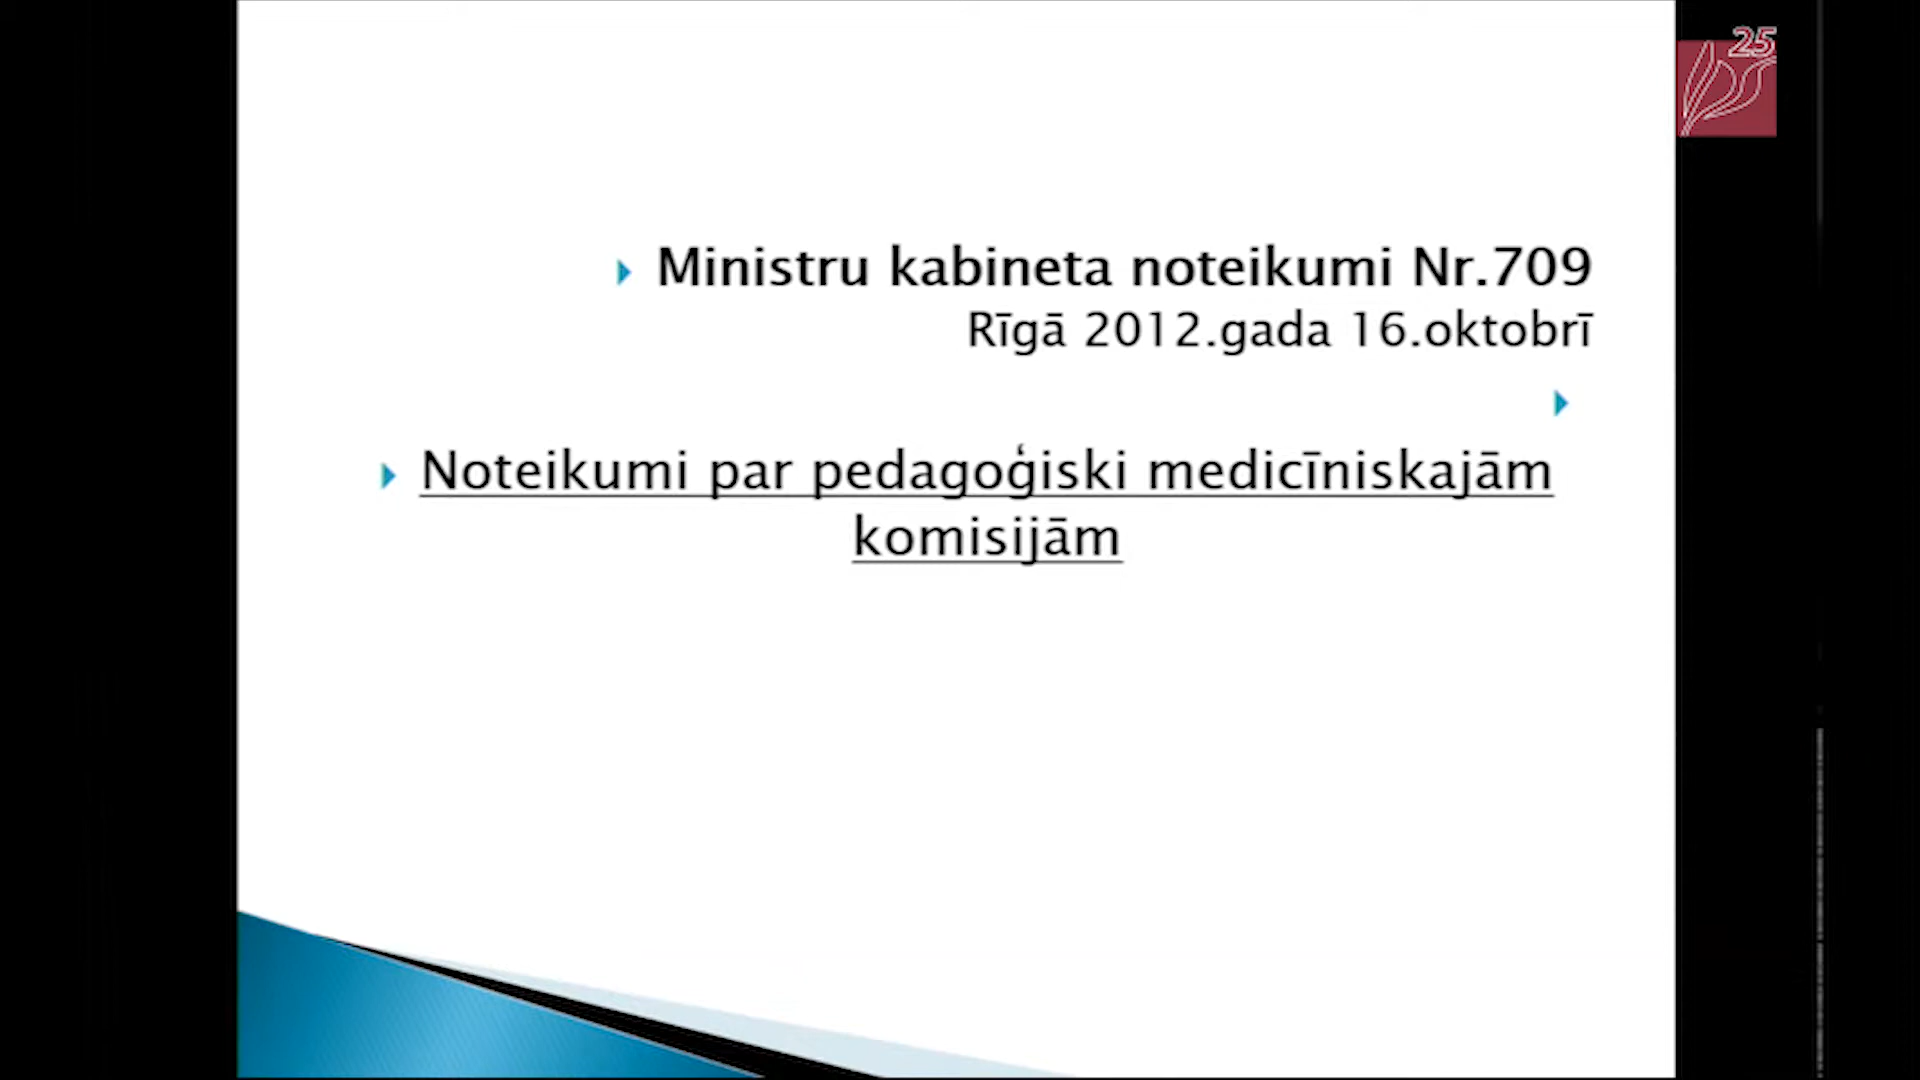 25
Ministru kabineta noteikumi Nr.709
Rīgā 2012.gada 16.oktobrī
Noteikumi par pedagoģiski medicīniskajām
komisijām